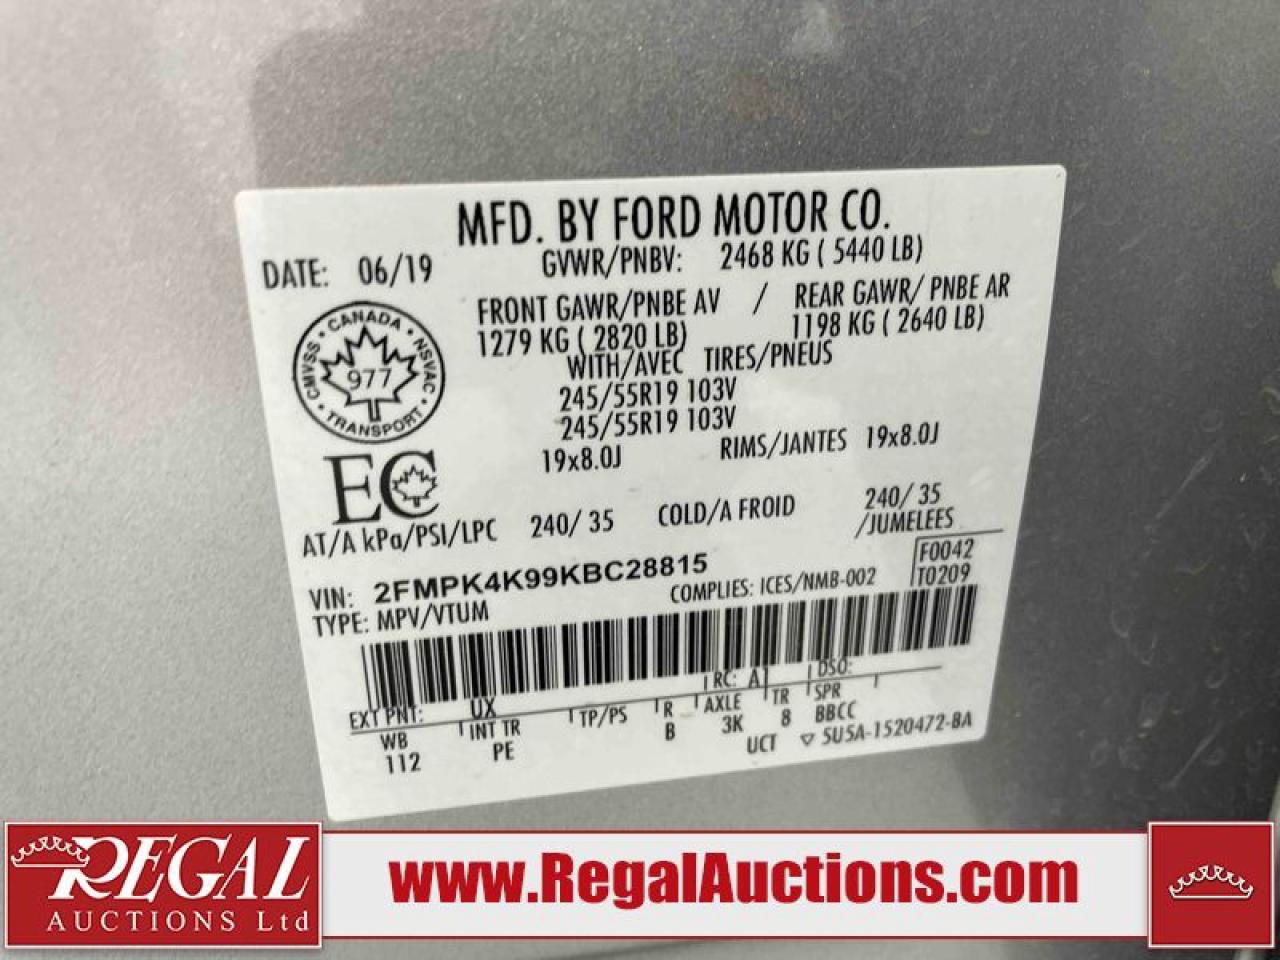 MFD. BY FORD MOTOR CO.
DATE: 06/19 GVWR/PNBV: 2468 KG ( 5440 LB)
FRONT GAWR/PNBE AV / REAR GAWR/ PNBE AR
1279 KG ( 2820 LB) 1198 KG ( 2640 LB)
WITH/AVEC TIRES/PNEUS
245/55R19 103V
245/55R19 103V
19x8.0J RIMS/JANTES 19x8.0J
CANADA
CMVSS NSVAC
977
TRANSPORT
EC
AT/A kPa/PSI/LPC 240/ 35 COLD/A FROID 240/ 35
/JUMELEES
VIN: 2FMPK4K99KBC28815 F0042
TYPE: MPV/VTUM COMPLIES: ICES/NMB-002 T0209
EXT PNT: UX RC: A1 DSO:
WB INT TR TP/PS R AXLE TR SPR
112 PE B 3K 8 BBCC
UCT ▽ 5U5A-1520472-BA
REGAL
AUCTIONS Ltd
www.RegalAuctions.com